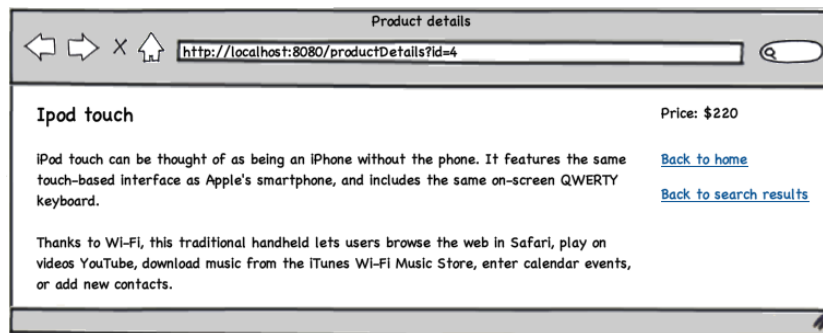 Product details
http://localhost:8080/productDetails?id=4
Ipod touch
Price: $220
iPod touch can be thought of as being an iPhone without the phone. It features the same
touch-based interface as Apple's smartphone, and includes the same on-screen QWERTY
keyboard.
Back to home
Back to search results
Thanks to Wi-Fi, this traditional handheld lets users browse the web in Safari, play on
videos YouTube, download music from the iTunes Wi-Fi Music Store, enter calendar events,
or add new contacts.